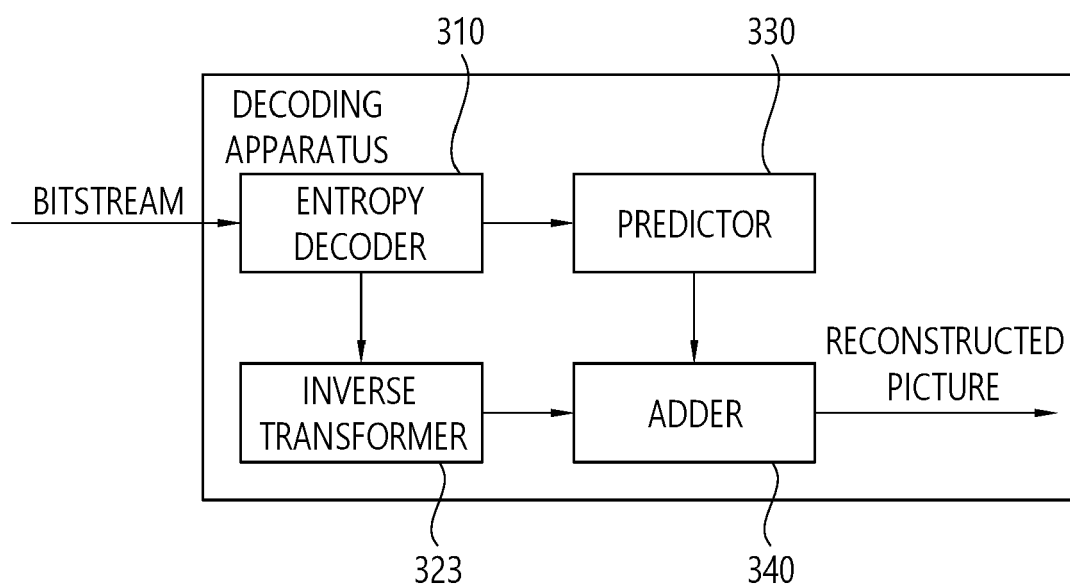 310
330
DECODING
APPARATUS
BITSTREAM
ENTROPY
DECODER
PREDICTOR
INVERSE
TRANSFORMER
ADDER
RECONSTRUCTED
PICTURE
323
340